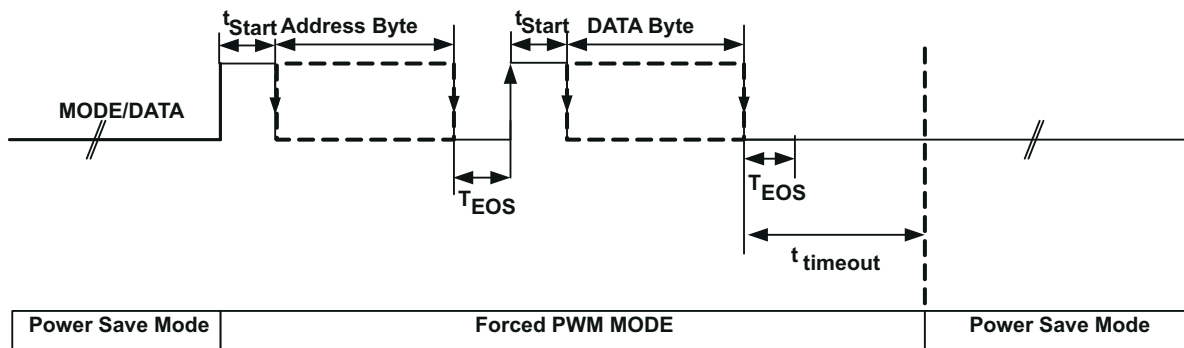 tStart Address Byte
tStart DATA Byte
MODE/DATA
TEOS
TEOS
t timeout
Power Save Mode
Forced PWM MODE
Power Save Mode